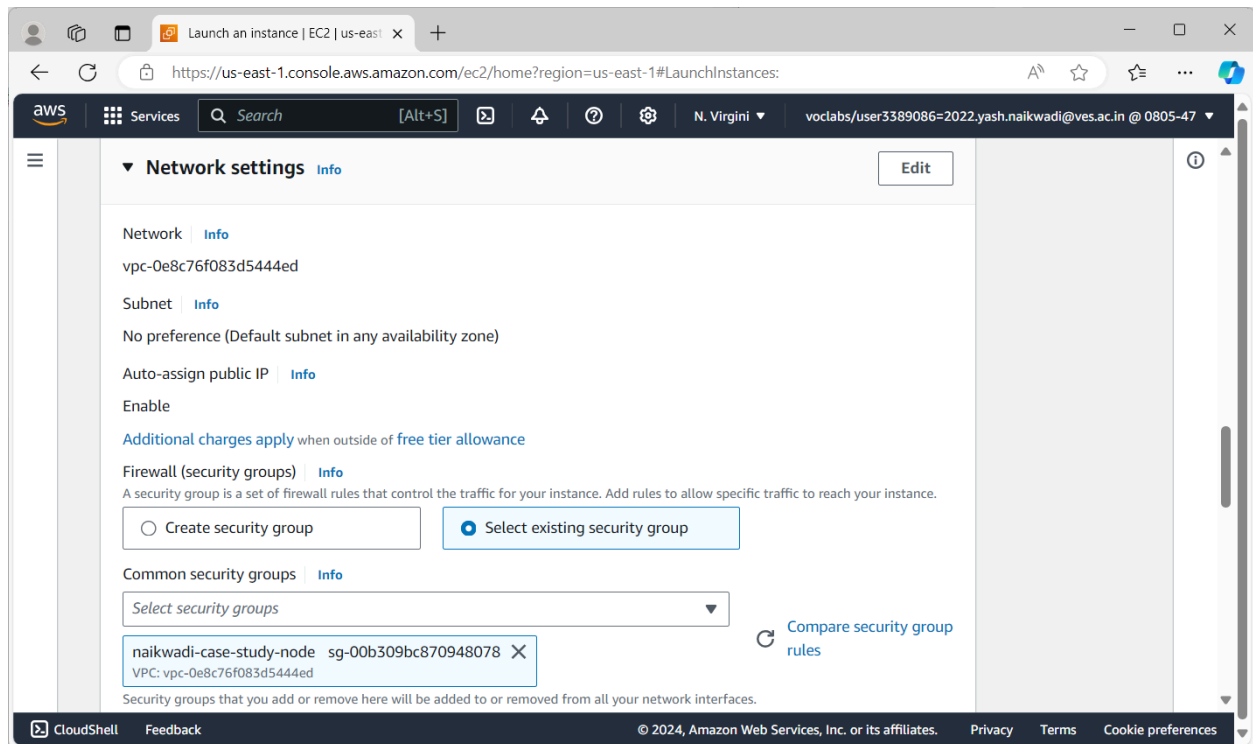 Launch an instance | EC2 | us-east
https://us-east-1.console.aws.amazon.com/ec2/home?region=us-east-1#LaunchInstances:
aws Services Search [Alt+S] N. Virgini voclabs/user3389086=2022.yash.naikwadi@ves.ac.in @ 0805-47
Network settings Info Edit
Network Info
vpc-0e8c76f083d5444ed
Subnet Info
No preference (Default subnet in any availability zone)
Auto-assign public IP Info
Enable
Additional charges apply when outside of free tier allowance
Firewall (security groups) Info
A security group is a set of firewall rules that control the traffic for your instance. Add rules to allow specific traffic to reach your instance.
Create security group Select existing security group
Common security groups Info
Select security groups
Compare security group
rules
naikwadi-case-study-node sg-00b309bc870948078
VPC: vpc-0e8c76f083d5444ed
Security groups that you add or remove here will be added to or removed from all your network interfaces.
CloudShell Feedback © 2024, Amazon Web Services, Inc. or its affiliates. Privacy Terms Cookie preferences